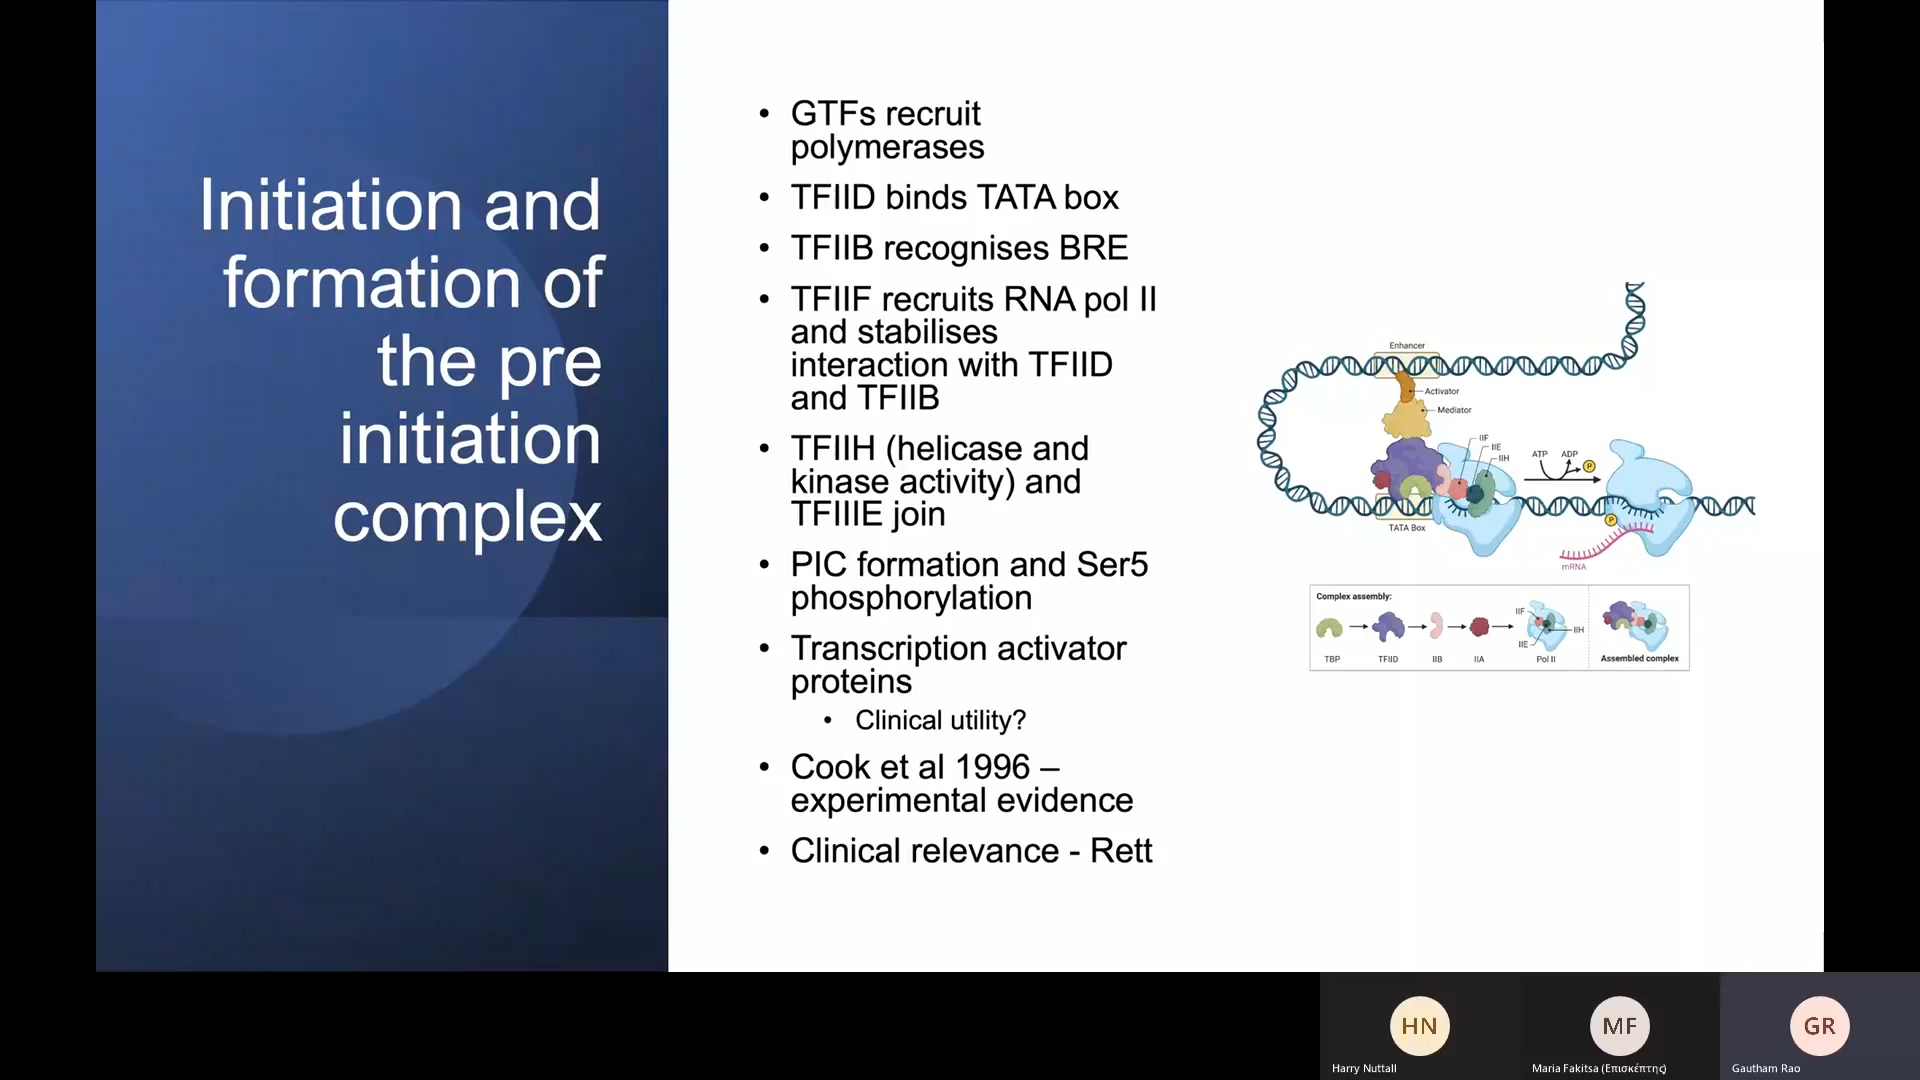 Initiation and
formation of
the pre
initiation
complex
• GTFs recruit
polymerases
• TFIID binds TATA box
• TFIIB recognises BRE
• TFIIF recruits RNA pol II
and stabilises
interaction with TFIID
and TFIIB
• TFIIH (helicase and
kinase activity) and
TFIIIE join
• PIC formation and Ser5
phosphorylation
• Transcription activator
proteins
• Clinical utility?
• Cook et al 1996 –
experimental evidence
• Clinical relevance - Rett
Enhancer
Activator
Mediator
IIF
IIE
IIH
ATP ADP
P
P
TATA Box
mRNA
Complex assembly:
IIF
IIH
IIE
TBP TFIID IIB IIA Pol II Assembled complex
HN MF GR
Harry Nuttall Maria Fakitsa (Επισκέπτης) Gautham Rao